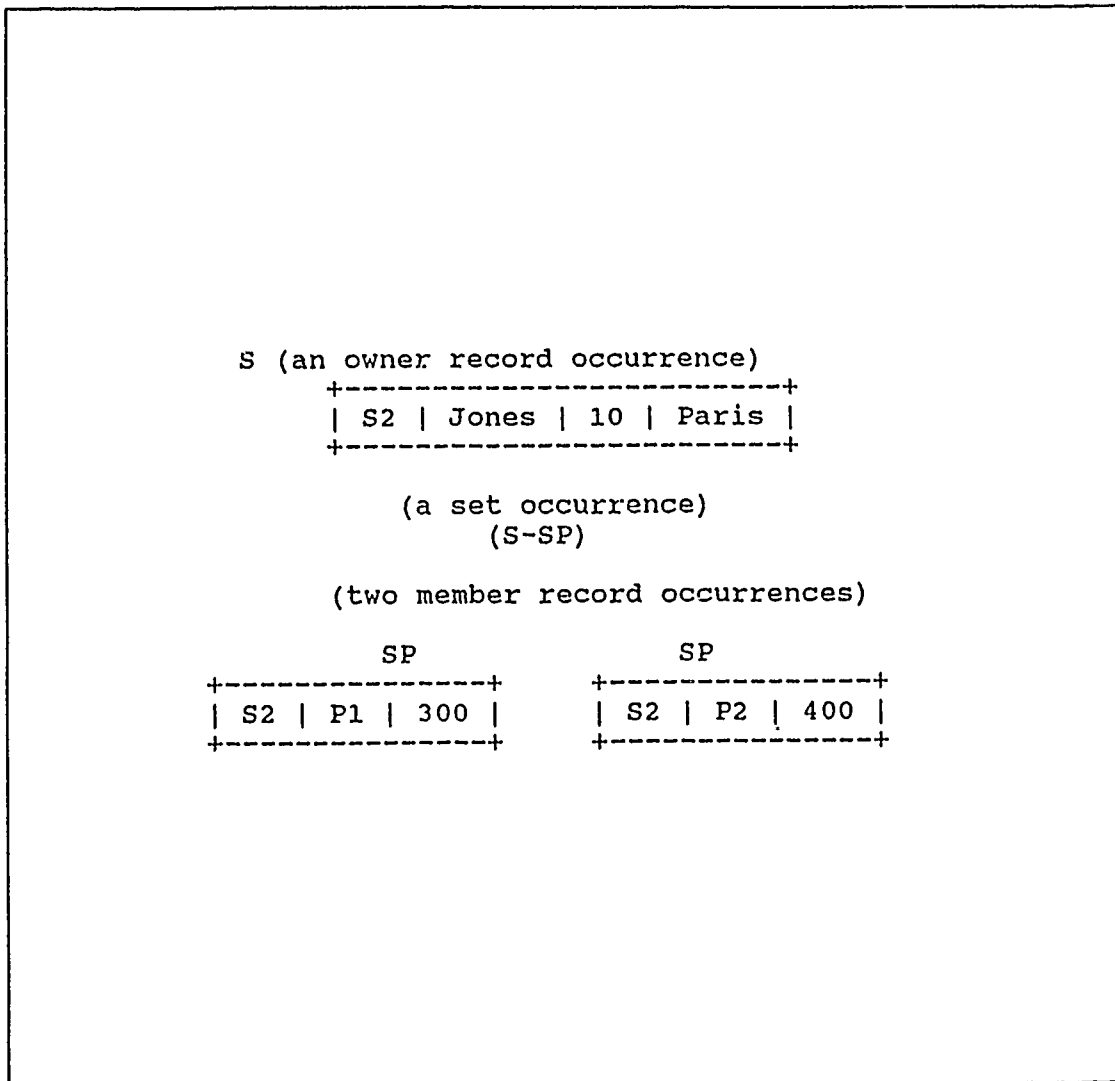 S (an owner record occurrence)
| S2 | Jones | 10 | Paris |
(a set occurrence)
(S-SP)
(two member record occurrences)
SP SP
| S2 | P1 | 300 | | S2 | P2 | 400 |